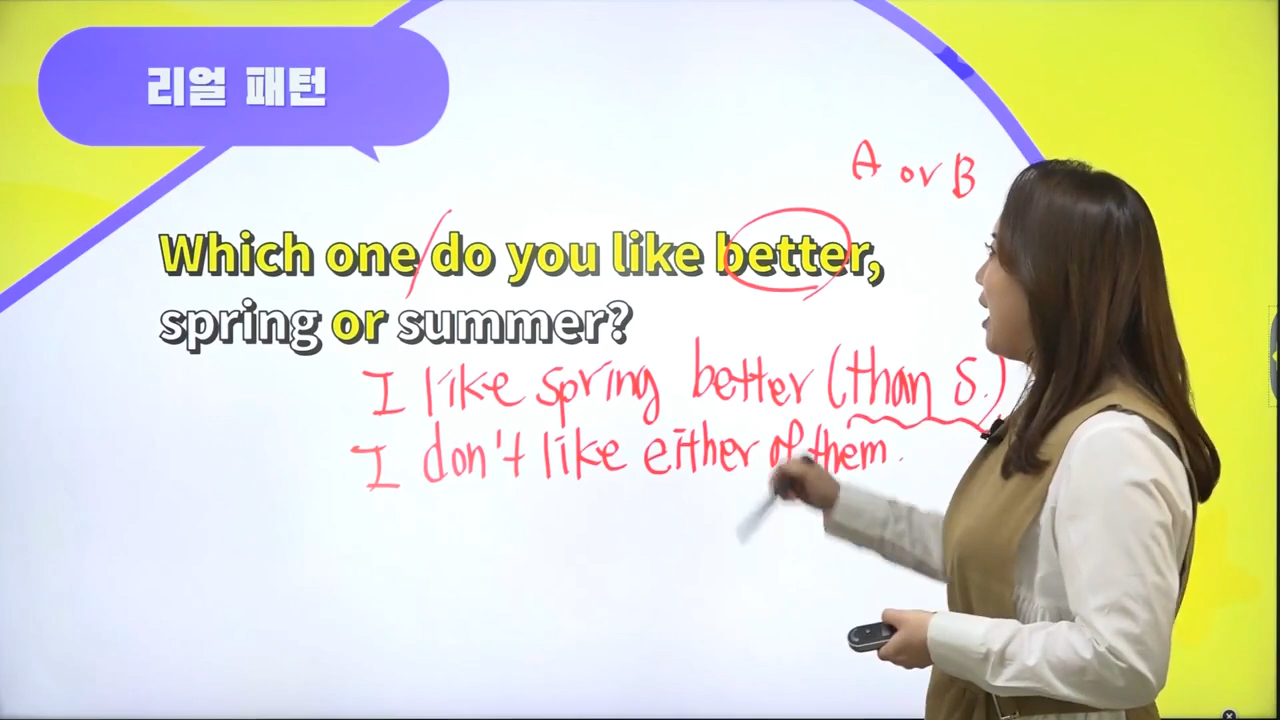 리얼 패턴
A or B
Which one do you like better,
spring or summer?
I like spring better (than S.)
I don't like either of them.